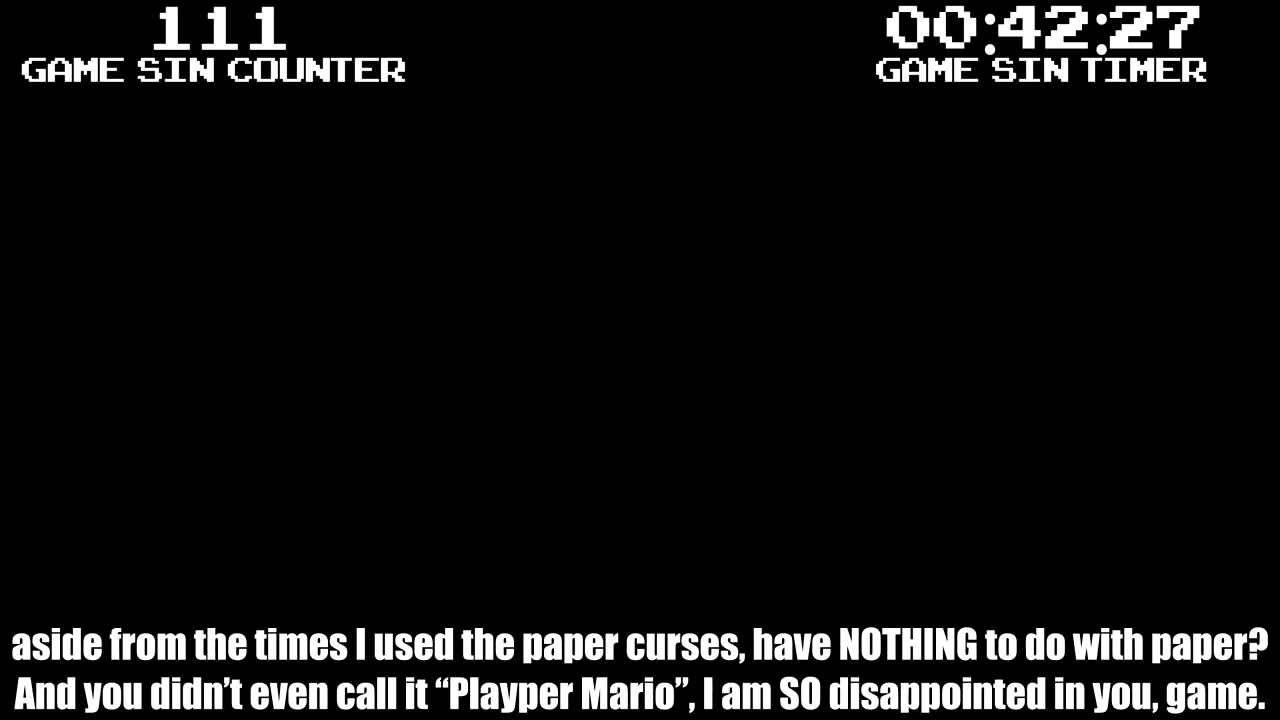 111
GAME SIN COUNTER
00:42:27
GAME SIN TIMER
aside from the times I used the paper curses, have NOTHING to do with paper?
And you didn’t even call it “Playper Mario”, I am SO disappointed in you, game.